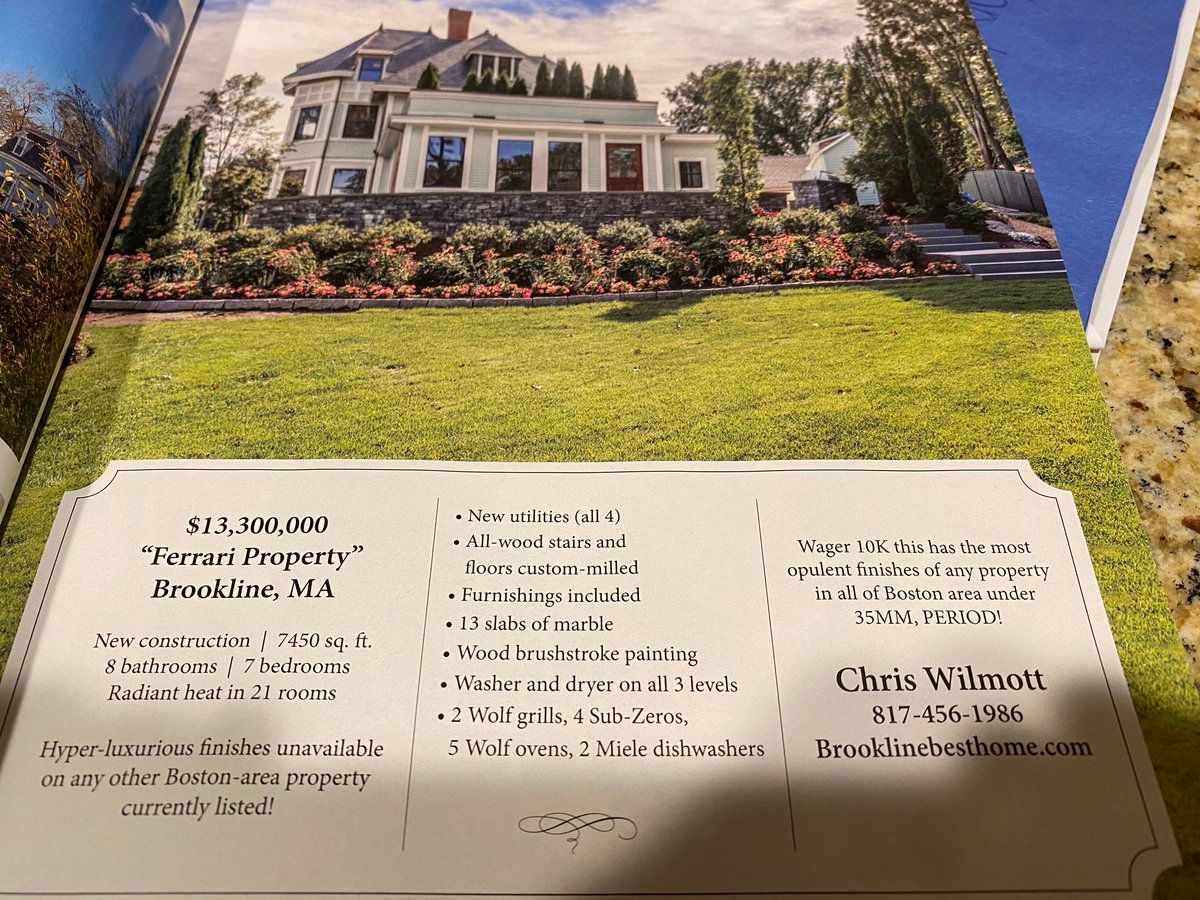 $13,300,000
“Ferrari Property”
Brookline, MA
New construction | 7450 sq. ft.
8 bathrooms | 7 bedrooms
Radiant heat in 21 rooms
Hyper-luxurious finishes unavailable
on any other Boston-area property
currently listed!
• New utilities (all 4)
• All-wood stairs and
floors custom-milled
• Furnishings included
• 13 slabs of marble
• Wood brushstroke painting
• Washer and dryer on all 3 levels
• 2 Wolf grills, 4 Sub-Zeros,
5 Wolf ovens, 2 Miele dishwashers
Wager 10K this has the most
opulent finishes of any property
in all of Boston area under
35MM, PERIOD!
Chris Wilmott
817-456-1986
Brooklinebesthome.com